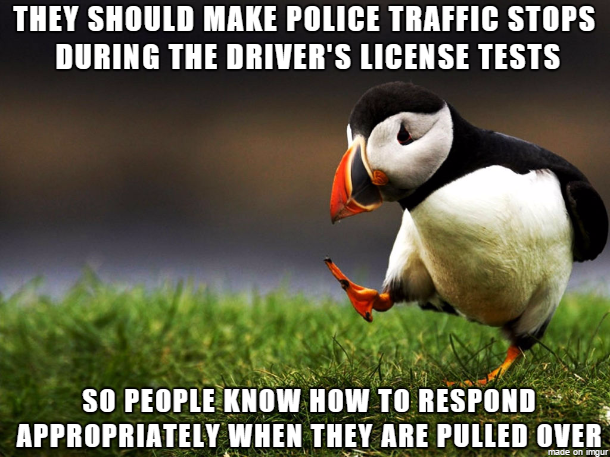 THEY SHOULD MAKE POLICE TRAFFIC STOPS
DURING THE DRIVER'S LICENSE TESTS
SO PEOPLE KNOW HOW TO RESPOND
APPROPRIATELY WHEN THEY ARE PULLED OVER
made on imgur